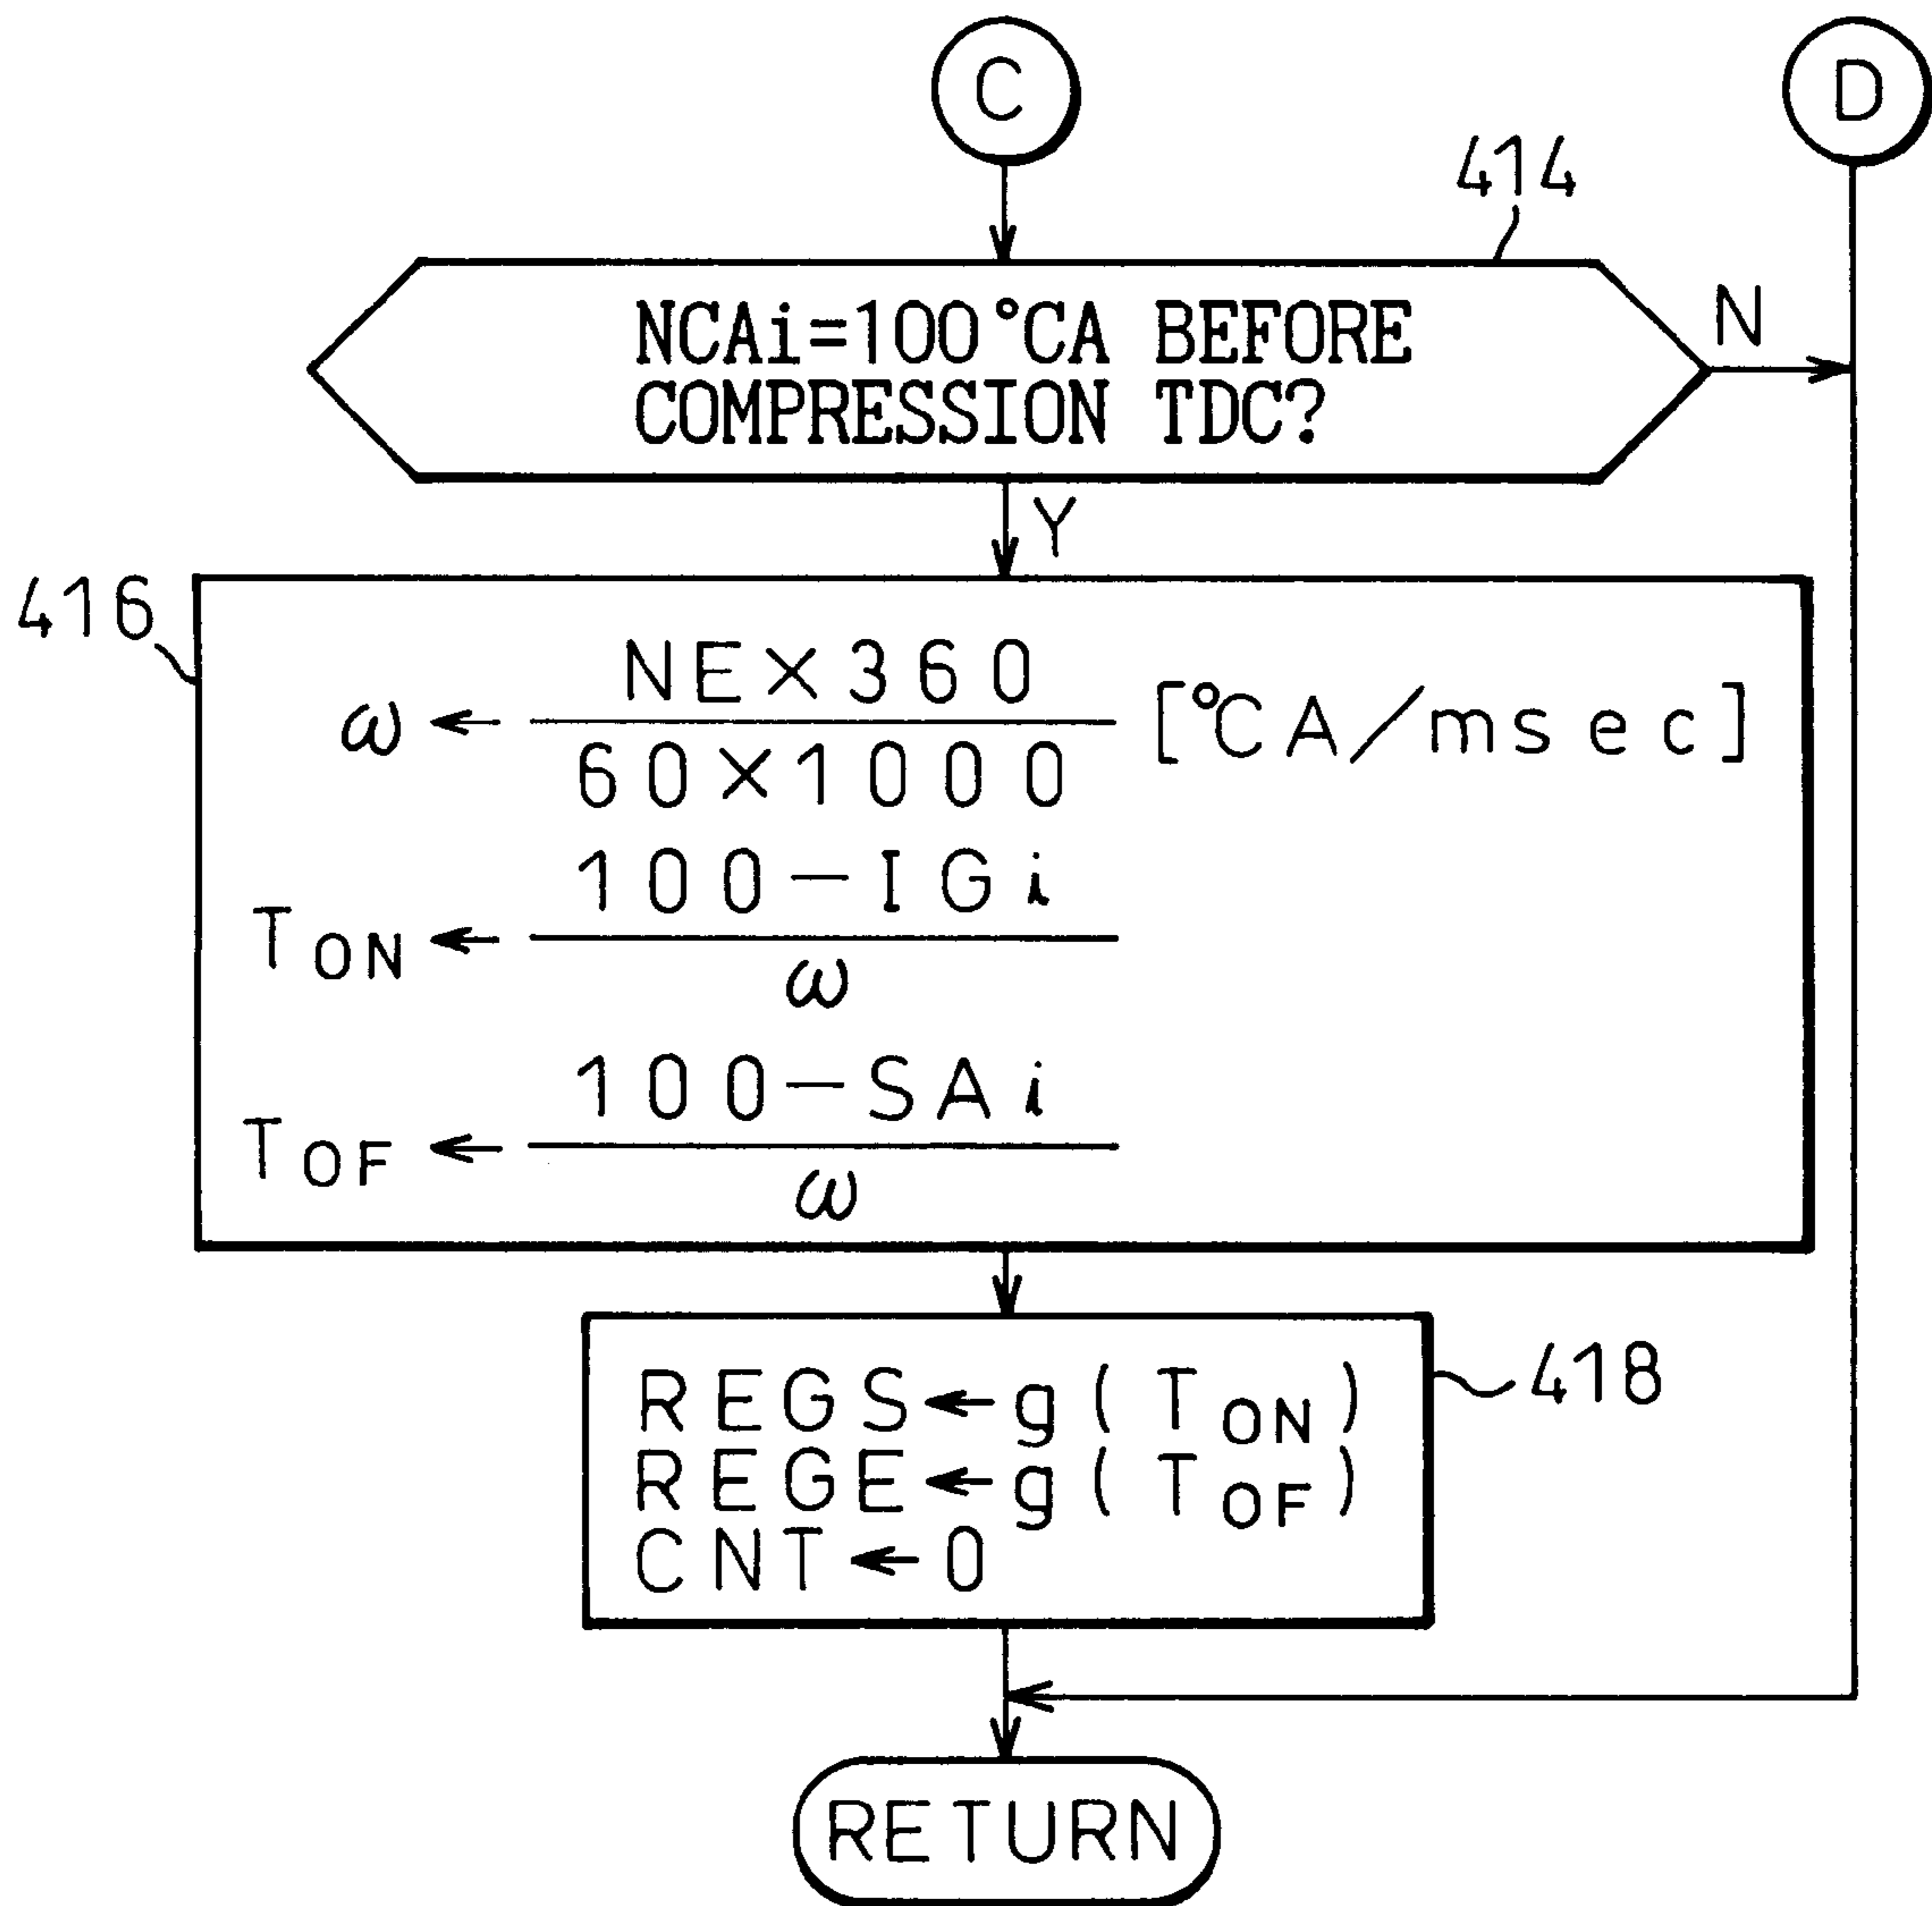 C
D
414
NCAi=100°CA BEFORE
COMPRESSION TDC?
N
Y
416
ω ← NE×360 / 60×1000 [°CA/msec]
TON ← 100−IGi / ω
TOF ← 100−SAi / ω
418
REGS←g(TON)
REGE←g(TOF)
CNT←0
RETURN